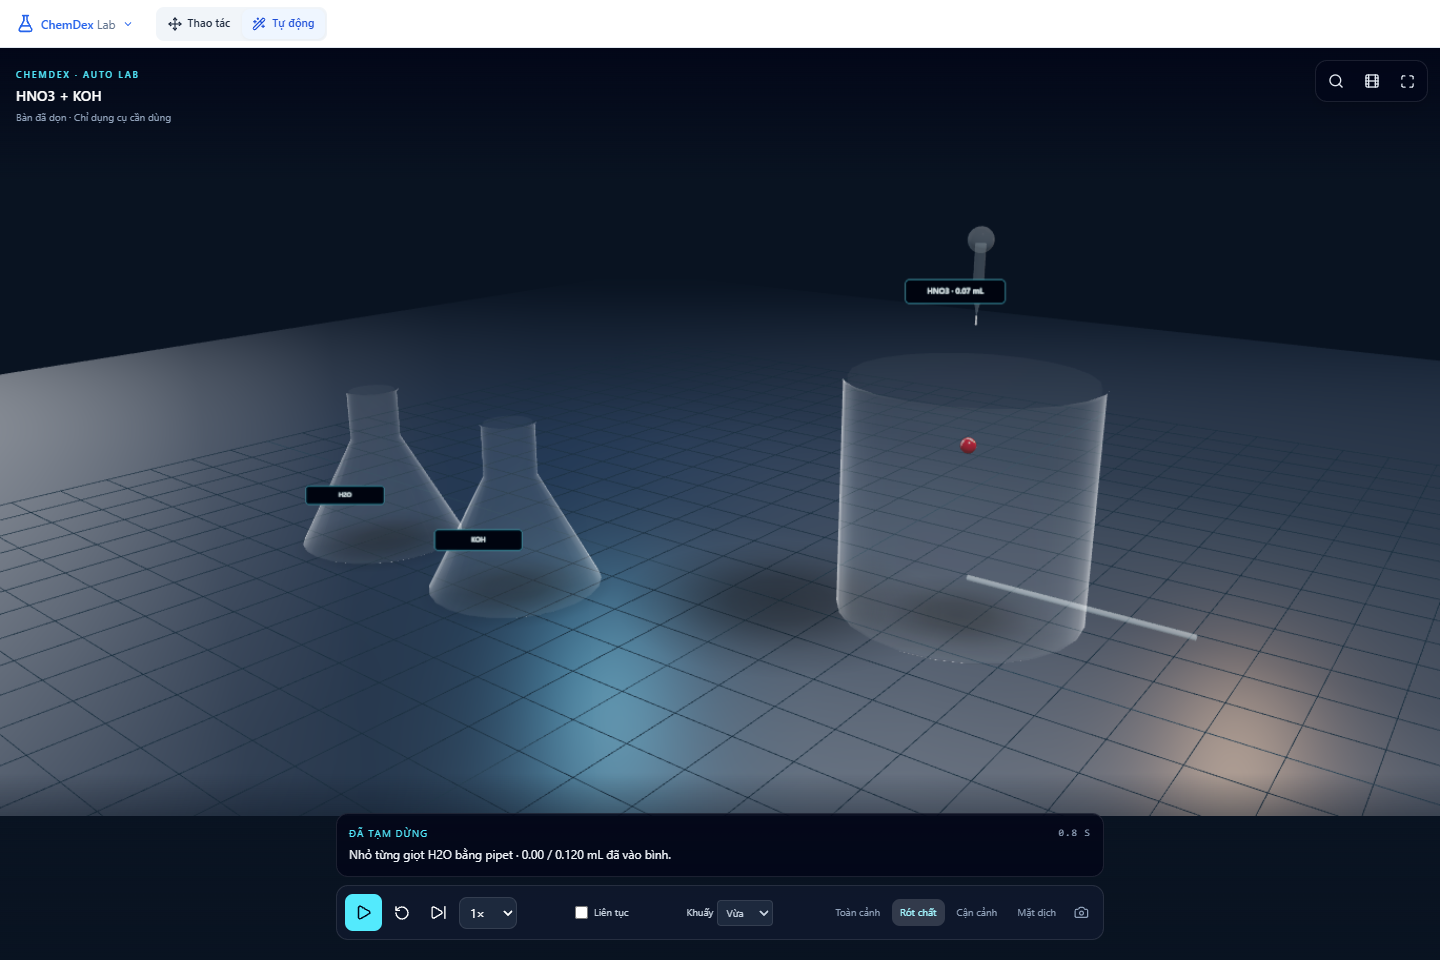 ChemDex Lab
Thao tác
Tự động
CHEMDEX · AUTO LAB
HNO3 + KOH
Bàn đã dọn · Chỉ dụng cụ cần dùng
HNO3 · 0.07 mL
H2O
KOH
ĐÃ TẠM DỪNG
0.8 S
Nhỏ từng giọt H2O bằng pipet · 0.00 / 0.120 mL đã vào bình.
1×
Liên tục
Khuấy
Vừa
Toàn cảnh
Rót chất
Cận cảnh
Mặt dịch